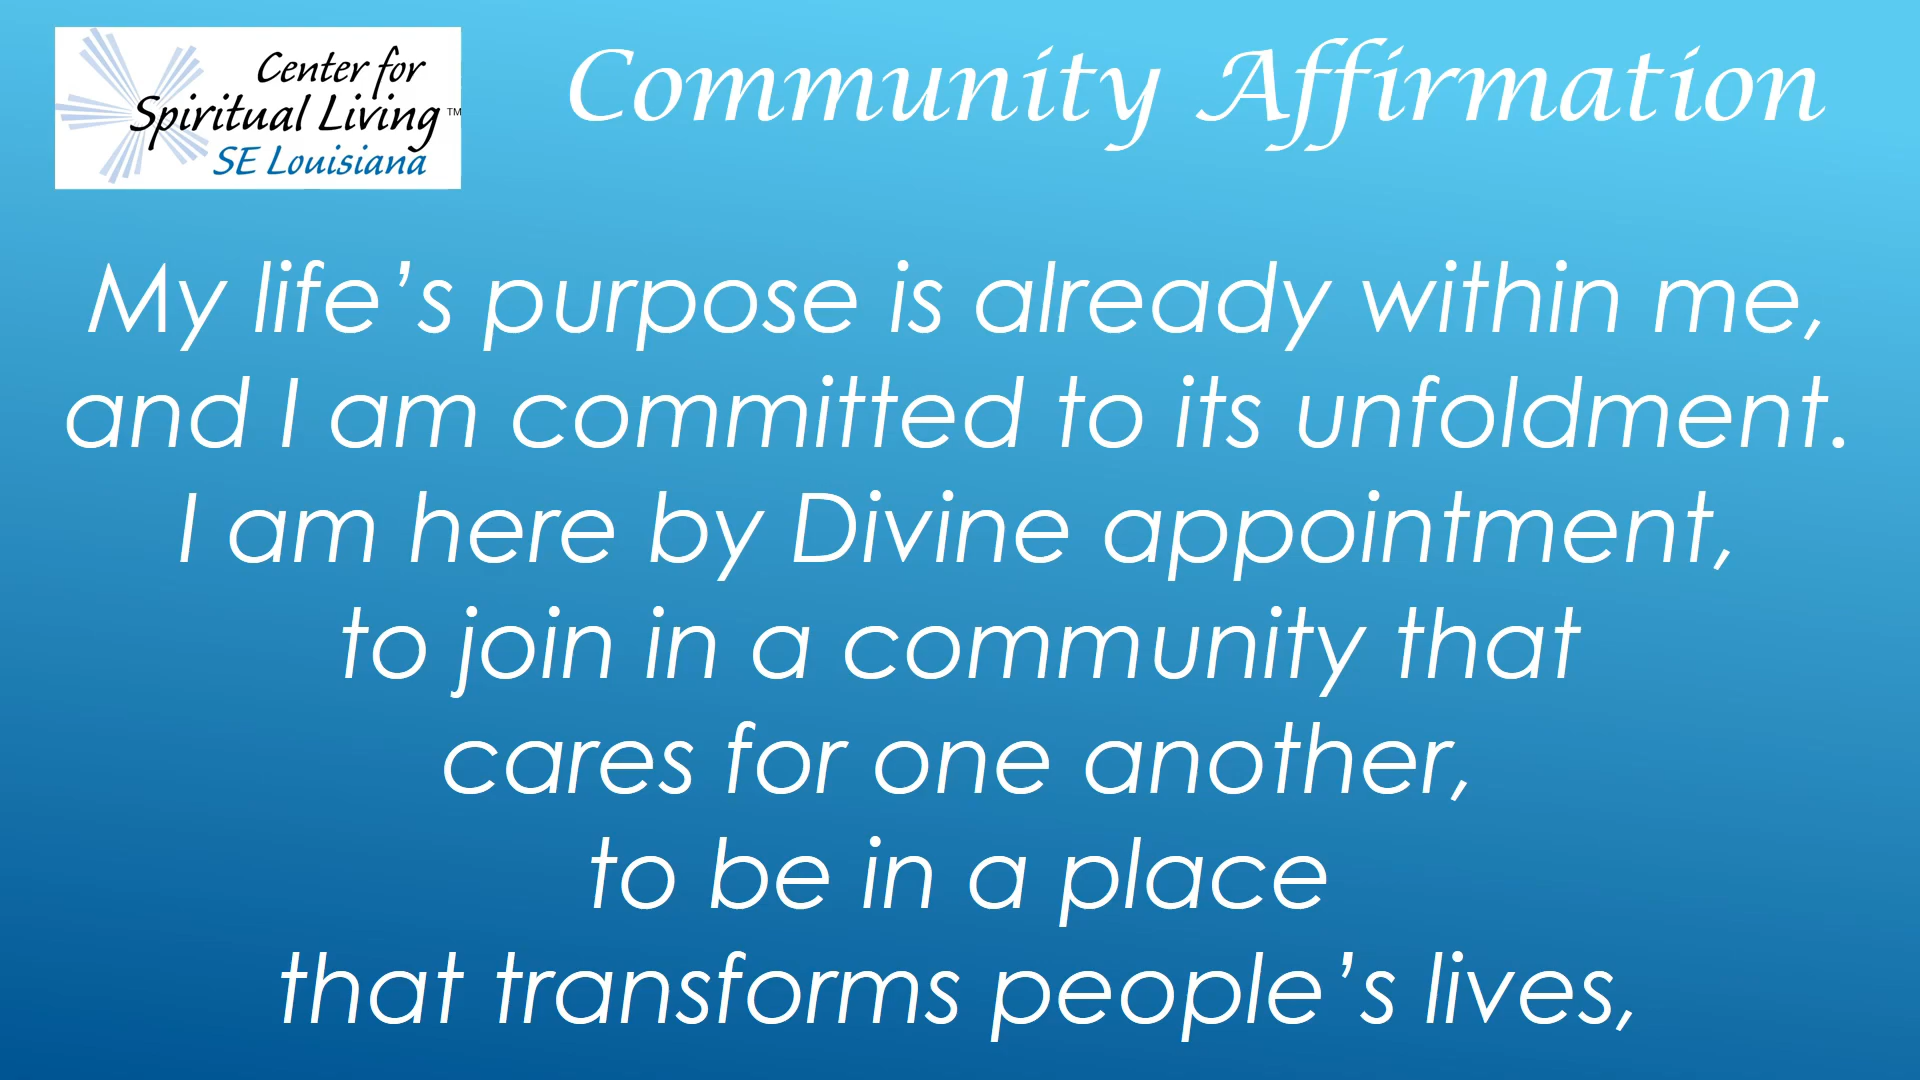 Center for
Spiritual Living™
SE Louisiana
Community Affirmation
My life’s purpose is already within me,
and I am committed to its unfoldment.
I am here by Divine appointment,
to join in a community that
cares for one another,
to be in a place
that transforms people’s lives,